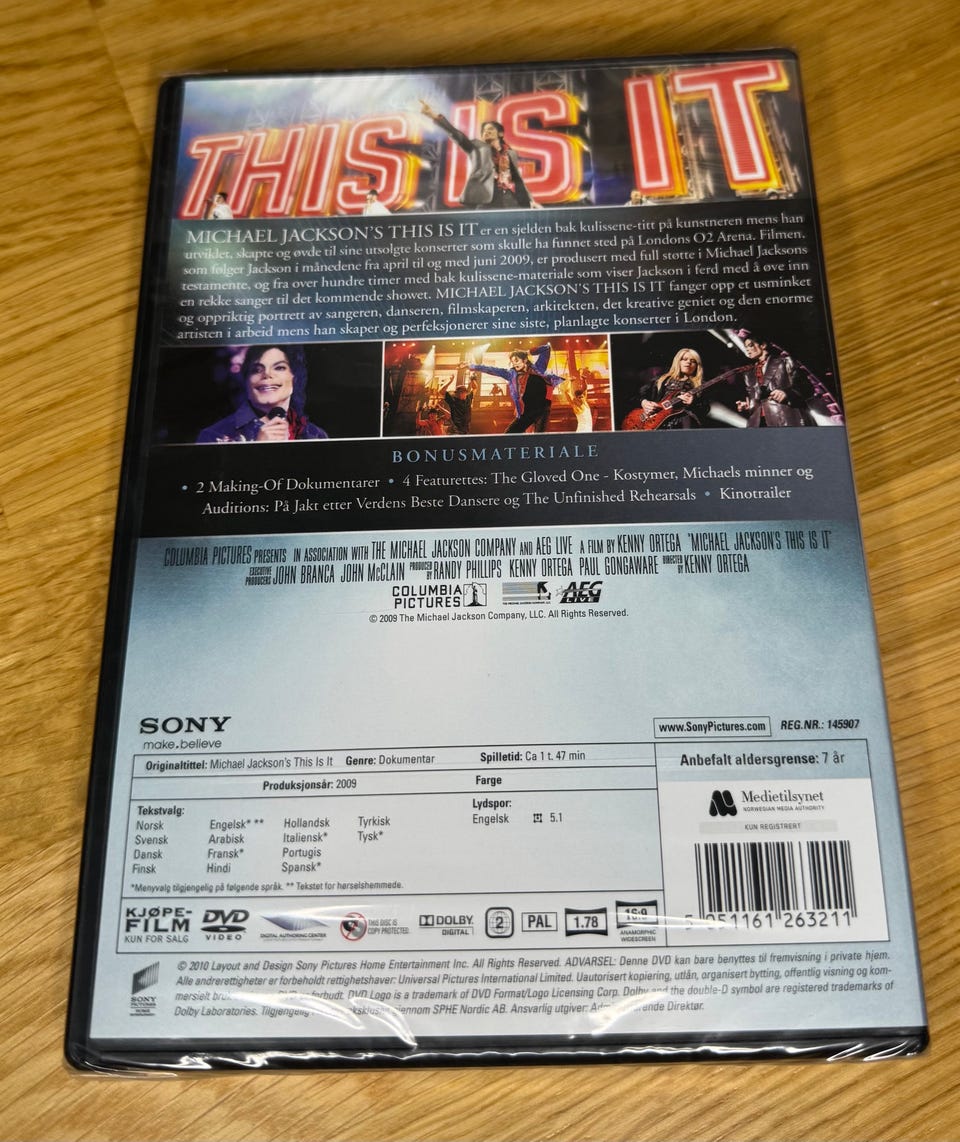 THIS IS IT
MICHAEL JACKSON'S THIS IS IT er en sjelden bak kulissene-titt på kunstneren mens han
utviklet, skapte og øvde til sine utsolgte konserter som skulle ha funnet sted på Londons O2 Arena. Filmen,
som følger Jackson i månedene fra april til og med juni 2009, er produsert med full støtte i Michael Jacksons
testamente, og fra over hundre timer med bak kulissene-materiale som viser Jackson i ferd med å øve inn
en rekke sanger til det kommende showet. MICHAEL JACKSON'S THIS IS IT fanger opp et usminket
og oppriktig portrett av sangeren, danseren, filmskaperen, arkitekten, det kreative geniet og den enorme
artisten i arbeid mens han skaper og perfeksjonerer sine siste, planlagte konserter i London.
BONUSMATERIALE
• 2 Making-Of Dokumentarer • 4 Featurettes: The Gloved One - Kostymer, Michaels minner og
Auditions: På Jakt etter Verdens Beste Dansere og The Unfinished Rehearsals • Kinotrailer
COLUMBIA PICTURES PRESENTS IN ASSOCIATION WITH THE MICHAEL JACKSON COMPANY AND AEG LIVE A FILM BY KENNY ORTEGA "MICHAEL JACKSON'S THIS IS IT"
EXECUTIVE PRODUCERS JOHN BRANCA JOHN McCLAIN PRODUCED BY RANDY PHILLIPS KENNY ORTEGA PAUL GONGAWARE DIRECTED BY KENNY ORTEGA
COLUMBIA PICTURES AEG LIVE
© 2009 The Michael Jackson Company, LLC. All Rights Reserved.
SONY
make.believe
www.SonyPictures.com REG.NR.: 145907
Originaltittel: Michael Jackson's This Is It Genre: Dokumentar Spilletid: Ca 1 t. 47 min
Anbefalt aldersgrense: 7 år
Produksjonsår: 2009 Farge
Medietilsynet
NORWEGIAN MEDIA AUTHORITY
KUN REGISTRERT
Tekstvalg:
Norsk Engelsk* ** Hollandsk Tyrkisk
Svensk Arabisk Italiensk* Tysk*
Dansk Fransk* Portugis
Finsk Hindi Spansk*
Lydspor:
Engelsk 5.1
*Menyvalg tilgjengelig på følgende språk. ** Tekstet for hørselshemmede.
5 051161 263211
KJØPE-
FILM
KUN FOR SALG
DVD
VIDEO
DIGITAL AUTHORING CENTER
THIS DISC IS
COPY PROTECTED.
DOLBY
DIGITAL
2
PAL
1.78
16:9
ANAMORPHIC
WIDESCREEN
SONY
PICTURES
HOME
© 2010 Layout and Design Sony Pictures Home Entertainment Inc. All Rights Reserved. ADVARSEL: Denne DVD kan bare benyttes til fremvisning i private hjem.
Alle andrerettigheter er forbeholdt rettighetshaver: Universal Pictures International Limited. Uautorisert kopiering, utlån, organisert bytting, offentlig visning og kom-
mersielt DVD er forbudt. DVD Logo is a trademark of DVD Format/Logo Licensing Corp. Dolby and the double-D symbol are registered trademarks of
Dolby Laboratories. Tilgjengelig gjennom SPHE Nordic AB. Ansvarlig utgiver: Direktør.